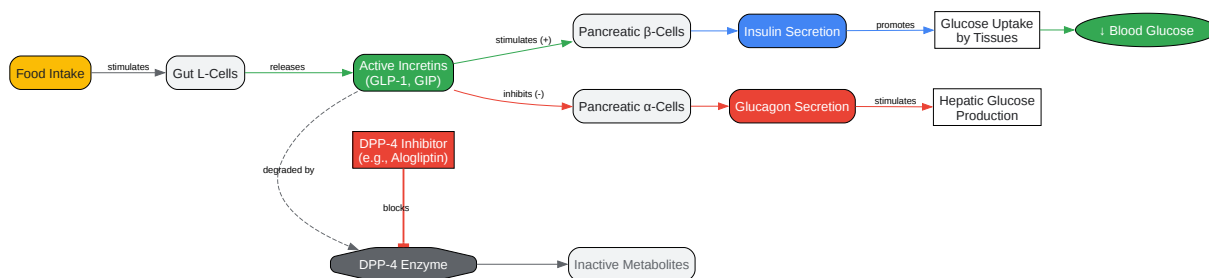 Food Intake
stimulates
Gut L-Cells
releases
Active Incretins
(GLP-1, GIP)
stimulates (+)
Pancreatic β-Cells
Insulin Secretion
promotes
Glucose Uptake
by Tissues
↓ Blood Glucose
inhibits (-)
Pancreatic α-Cells
Glucagon Secretion
stimulates
Hepatic Glucose
Production
DPP-4 Inhibitor
(e.g., Alogliptin)
degraded by
blocks
DPP-4 Enzyme
Inactive Metabolites